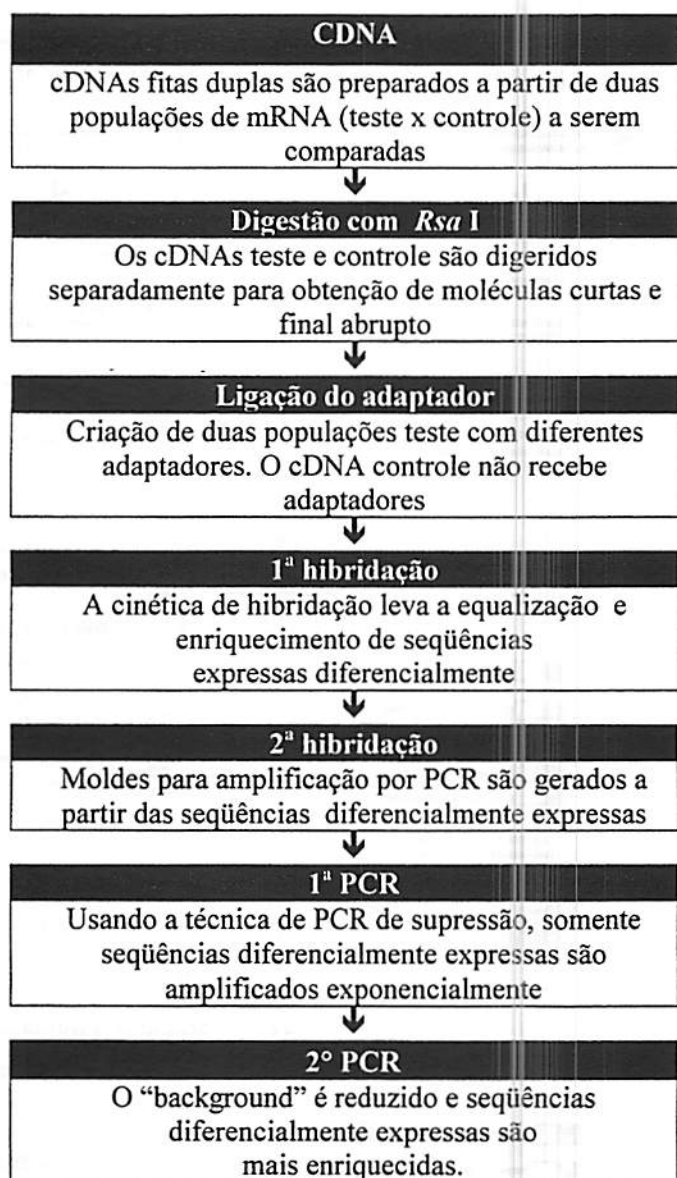 CDNA
cDNAs fitas duplas são preparados a partir de duas
populações de mRNA (teste x controle) a serem
comparadas
Digestão com Rsa I
Os cDNAs teste e controle são digeridos
separadamente para obtenção de moléculas curtas e
final abrupto
Ligação do adaptador
Criação de duas populações teste com diferentes
adaptadores. O cDNA controle não recebe
adaptadores
1ª hibridação
A cinética de hibridação leva a equalização e
enriquecimento de seqüências
expressas diferencialmente
2ª hibridação
Moldes para amplificação por PCR são gerados a
partir das seqüências diferencialmente expressas
1ª PCR
Usando a técnica de PCR de supressão, somente
seqüências diferencialmente expressas são
amplificados exponencialmente
2° PCR
O “background” é reduzido e seqüências
diferencialmente expressas são
mais enriquecidas.